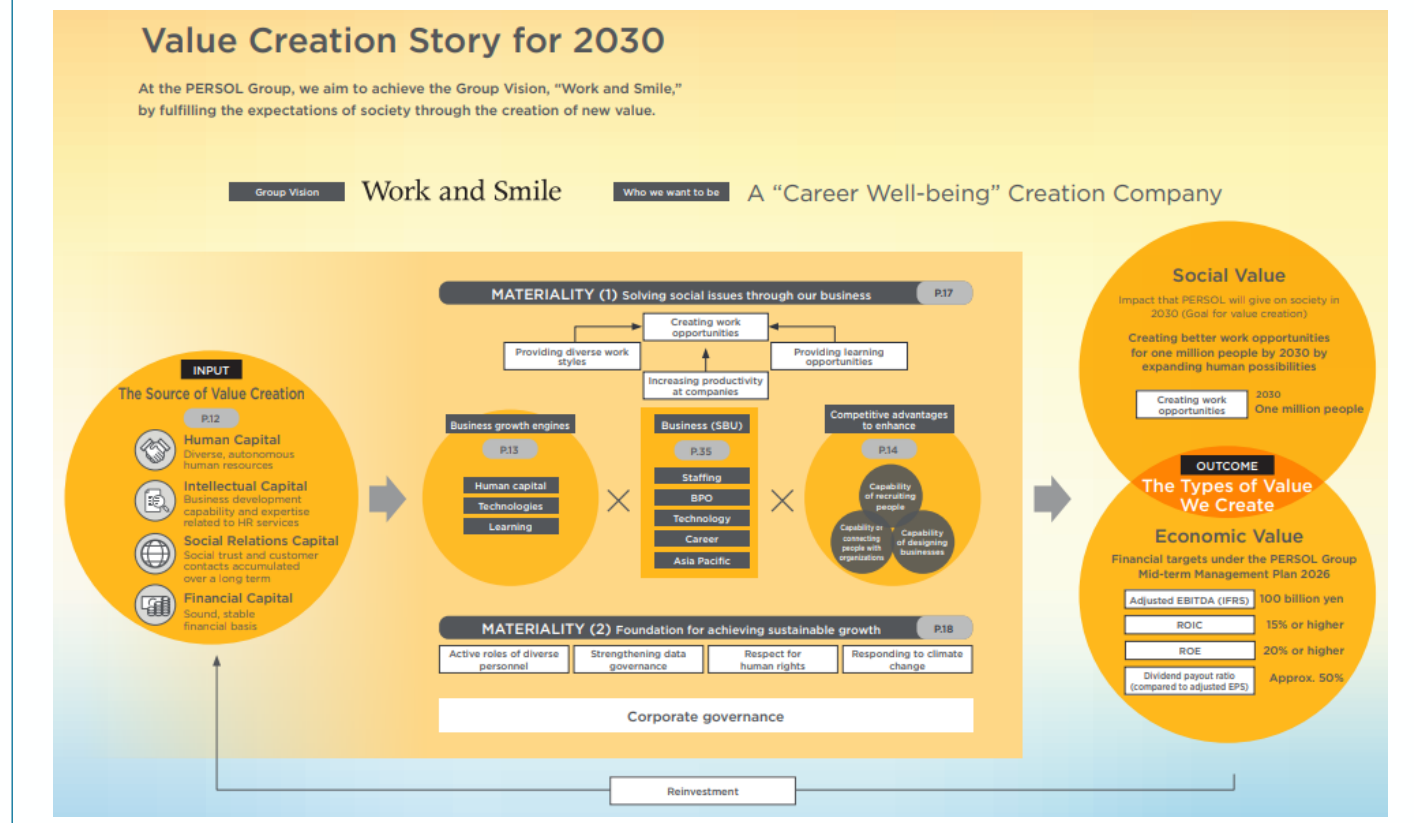 Value Creation Story for 2030
At the PERSOL Group, we aim to achieve the Group Vision, “Work and Smile,”
by fulfilling the expectations of society through the creation of new value.
Group Vision
Work and Smile
Who we want to be
A “Career Well-being” Creation Company
INPUT
The Source of Value Creation
P.12
Human Capital
Diverse, autonomous
human resources
Intellectual Capital
Business development
capability and expertise
related to HR services
Social Relations Capital
Social trust and customer
contacts accumulated
over a long term
Financial Capital
Sound, stable
financial basis
MATERIALITY (1) Solving social issues through our business
P.17
Creating work
opportunities
Providing diverse work
styles
Providing learning
opportunities
Increasing productivity
at companies
Business growth engines
P.13
Human capital
Technologies
Learning
Business (SBU)
P.35
Staffing
BPO
Technology
Career
Asia Pacific
Competitive advantages
to enhance
P.14
Capability
of recruiting
people
Capability of
connecting
people with
organizations
Capability
of designing
businesses
MATERIALITY (2) Foundation for achieving sustainable growth
P.18
Active roles of diverse
personnel
Strengthening data
governance
Respect for
human rights
Responding to climate
change
Corporate governance
Social Value
Impact that PERSOL will give on society in
2030 (Goal for value creation)
Creating better work opportunities
for one million people by 2030 by
expanding human possibilities
Creating work
opportunities
2030
One million people
OUTCOME
The Types of Value
We Create
Economic Value
Financial targets under the PERSOL Group
Mid-term Management Plan 2026
Adjusted EBITDA (IFRS)
100 billion yen
ROIC
15% or higher
ROE
20% or higher
Dividend payout ratio
(compared to adjusted EPS)
Approx. 50%
Reinvestment